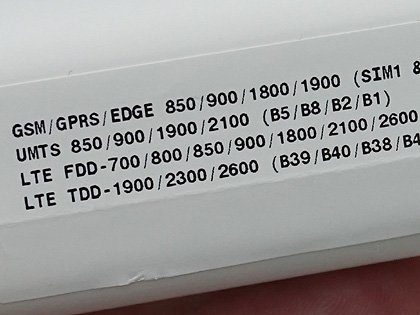 GSM/GPRS/EDGE 850/900/1800/1900 (SIM1 8
UMTS 850/900/1900/2100 (B5/B8/B2/B1)
LTE FDD-700/800/850/900/1800/2100/2600
LTE TDD-1900/2300/2600 (B39/B40/B38/B4